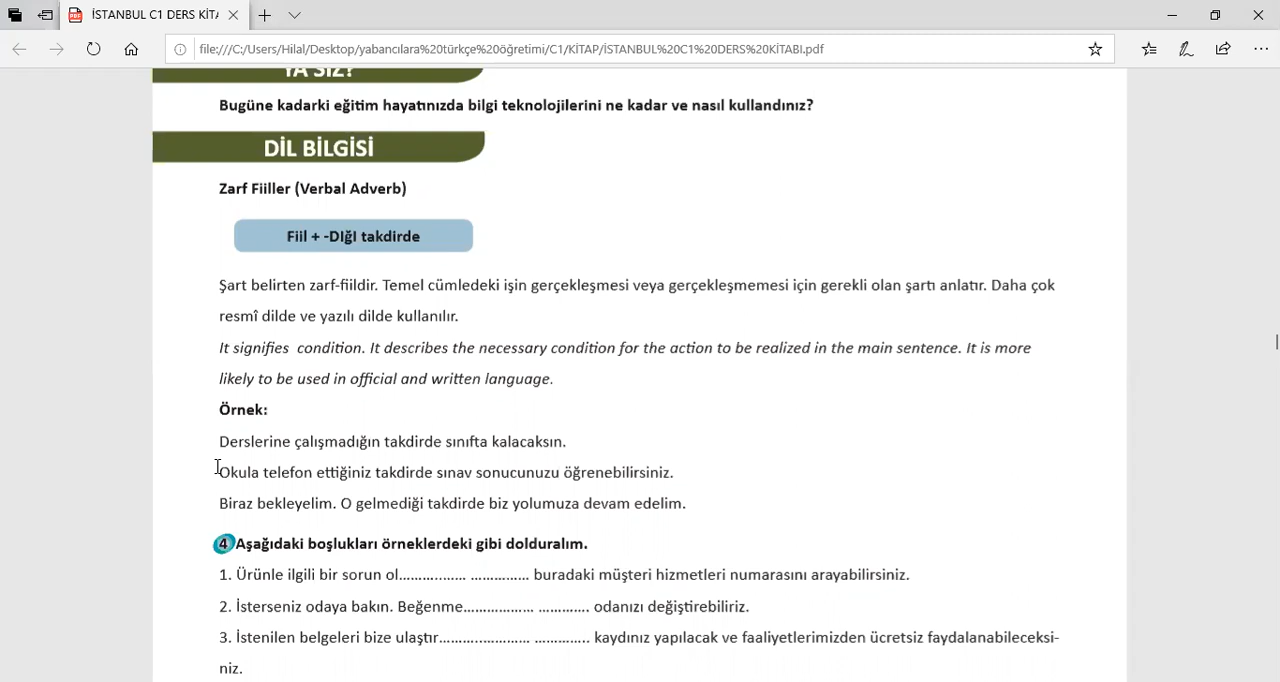 İSTANBUL C1 DERS KİTA
file:///C:/Users/Hilal/Desktop/yabancılara%20türkçe%20öğretimi/C1/KİTAP/İSTANBUL%20C1%20DERS%20KİTABI.pdf
YA SİZ?
Bugüne kadarki eğitim hayatınızda bilgi teknolojilerini ne kadar ve nasıl kullandınız?
DİL BİLGİSİ
Zarf Fiiller (Verbal Adverb)
Fiil + -DIğI takdirde
Şart belirten zarf-fiildir. Temel cümledeki işin gerçekleşmesi veya gerçekleşmemesi için gerekli olan şartı anlatır. Daha çok
resmî dilde ve yazılı dilde kullanılır.
It signifies  condition. It describes the necessary condition for the action to be realized in the main sentence. It is more
likely to be used in official and written language.
Örnek:
Derslerine çalışmadığın takdirde sınıfta kalacaksın.
Okula telefon ettiğiniz takdirde sınav sonucunuzu öğrenebilirsiniz.
Biraz bekleyelim. O gelmediği takdirde biz yolumuza devam edelim.
4 Aşağıdaki boşlukları örneklerdeki gibi dolduralım.
1. Ürünle ilgili bir sorun ol................ .............. buradaki müşteri hizmetleri numarasını arayabilirsiniz.
2. İsterseniz odaya bakın. Beğenme.................. ............. odanızı değiştirebiliriz.
3. İstenilen belgeleri bize ulaştır....................... .............. kaydınız yapılacak ve faaliyetlerimizden ücretsiz faydalanabileceksi-
niz.